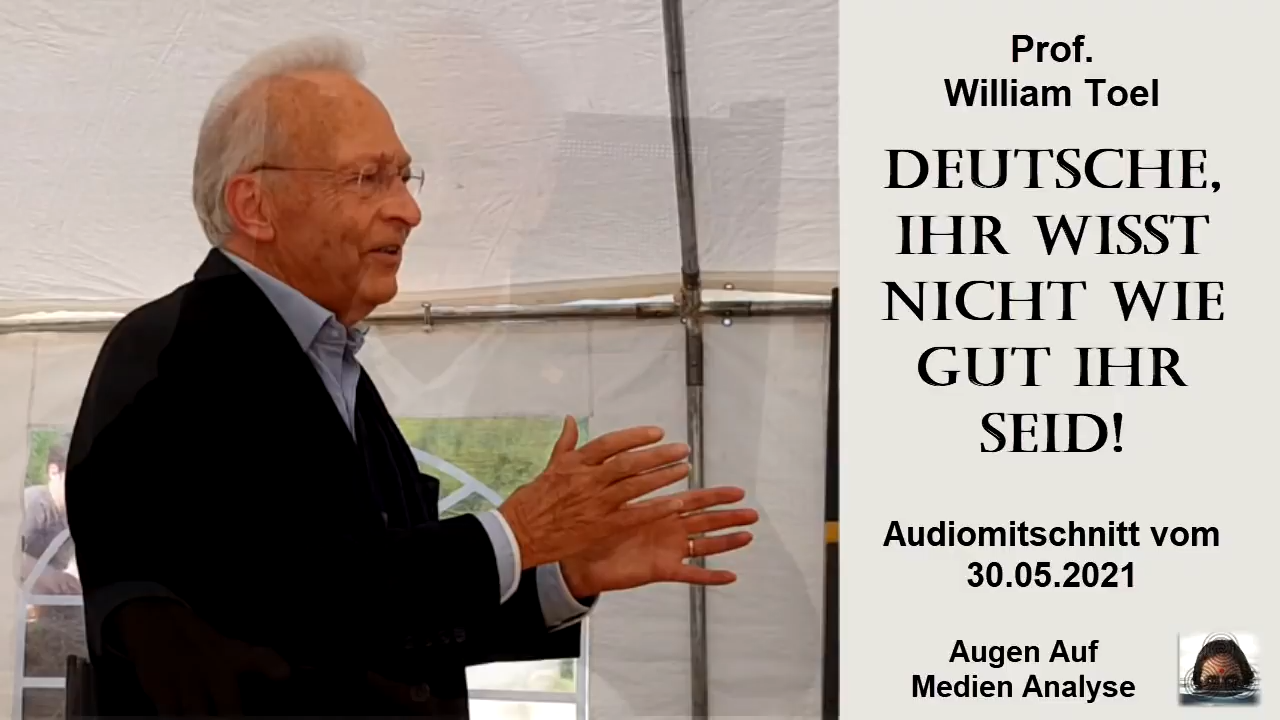 Prof.
William Toel
DEUTSCHE,
IHR WISST
NICHT WIE
GUT IHR
SEID!
Audiomitschnitt vom
30.05.2021
Augen Auf
Medien Analyse